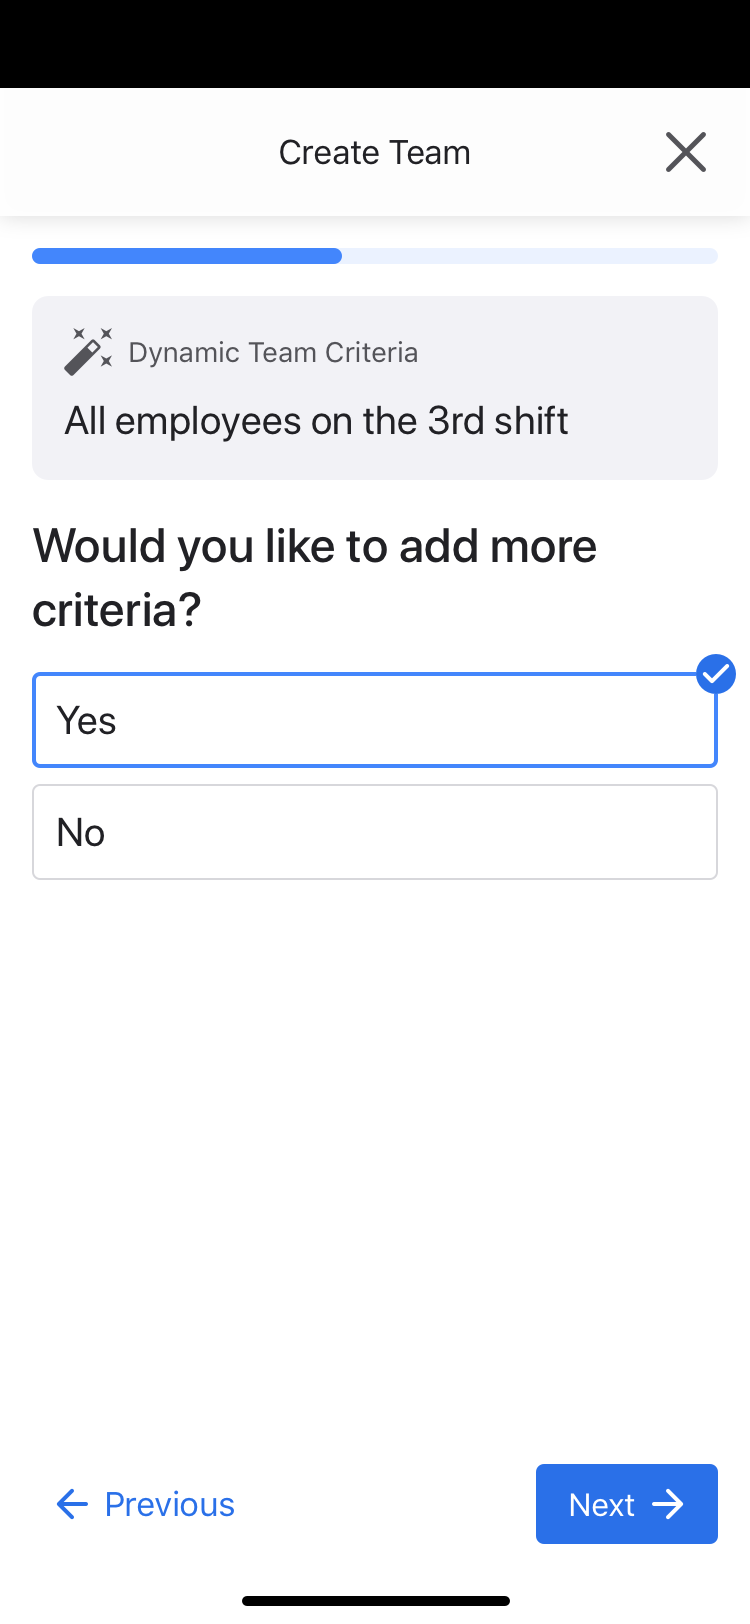 Create Team
Dynamic Team Criteria
All employees on the 3rd shift
Would you like to add more
criteria?
Yes
No
Previous
Next